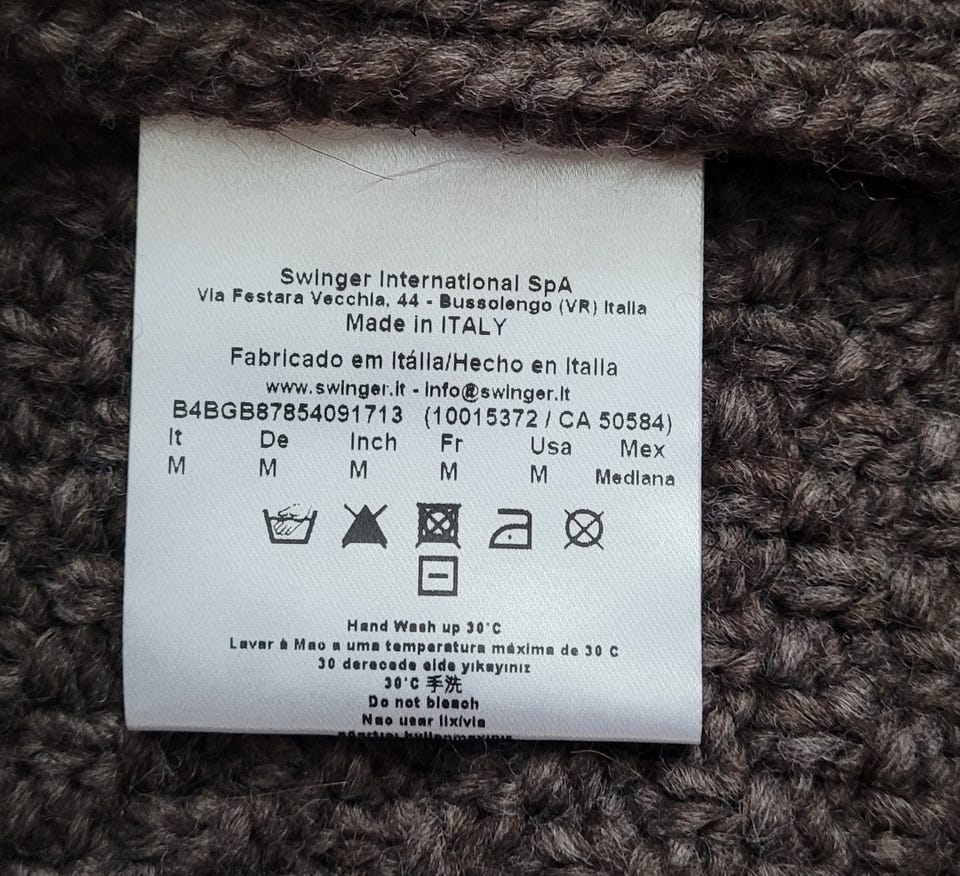 Swinger International SpA
Via Festara Vecchia, 44 - Bussolengo (VR) Italia
Made in ITALY
Fabricado em Itália/Hecho en Italia
www.swinger.it - info@swinger.it
B4BGB87854091713 (10015372 / CA 50584)
It De Inch Fr Usa Mex
M M M M M Mediana
Hand Wash up 30°C
Lavar à Mao a uma temperatura máxima de 30 C
30 derecede elde yıkayınız
30°C 手洗
Do not bleach
Nao usar lixívia